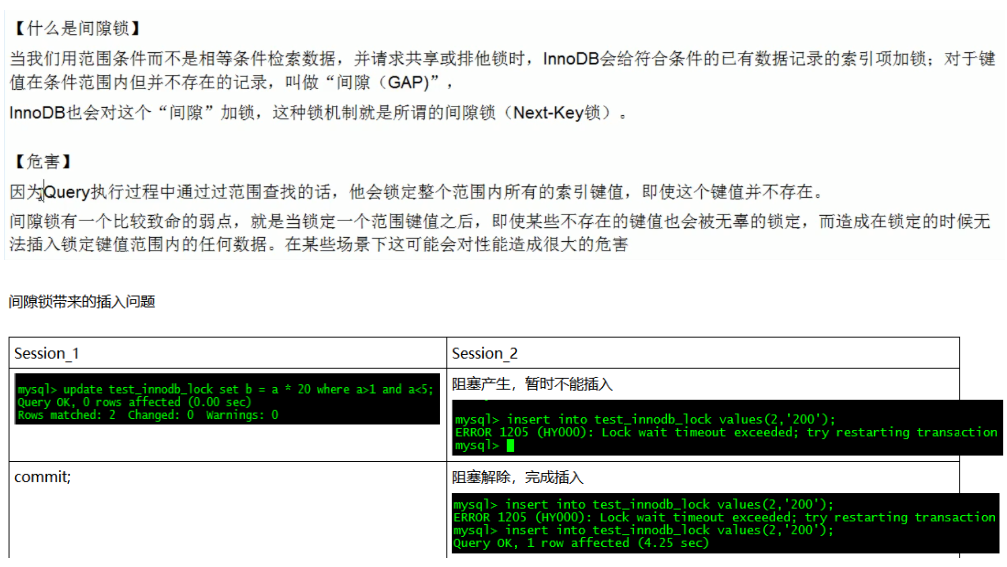 【什么是间隙锁】
当我们用范围条件而不是相等条件检索数据，并请求共享或排他锁时，InnoDB会给符合条件的已有数据记录的索引项加锁；对于键
值在条件范围内但并不存在的记录，叫做“间隙（GAP)”，
InnoDB也会对这个“间隙”加锁，这种锁机制就是所谓的间隙锁（Next-Key锁）。
【危害】
因为Query执行过程中通过过范围查找的话，他会锁定整个范围内所有的索引键值，即使这个键值并不存在。
间隙锁有一个比较致命的弱点，就是当锁定一个范围键值之后，即使某些不存在的键值也会被无辜的锁定，而造成在锁定的时候无
法插入锁定键值范围内的任何数据。在某些场景下这可能会对性能造成很大的危害
间隙锁带来的插入问题
Session_1
Session_2
mysql> update test_innodb_lock set b = a * 20 where a>1 and a<5;
Query OK, 0 rows affected (0.00 sec)
Rows matched: 2  Changed: 0  Warnings: 0
阻塞产生，暂时不能插入
mysql> insert into test_innodb_lock values(2,'200');
ERROR 1205 (HY000): Lock wait timeout exceeded; try restarting transaction
mysql>
commit;
阻塞解除，完成插入
mysql> insert into test_innodb_lock values(2,'200');
ERROR 1205 (HY000): Lock wait timeout exceeded; try restarting transaction
mysql> insert into test_innodb_lock values(2,'200');
Query OK, 1 row affected (4.25 sec)